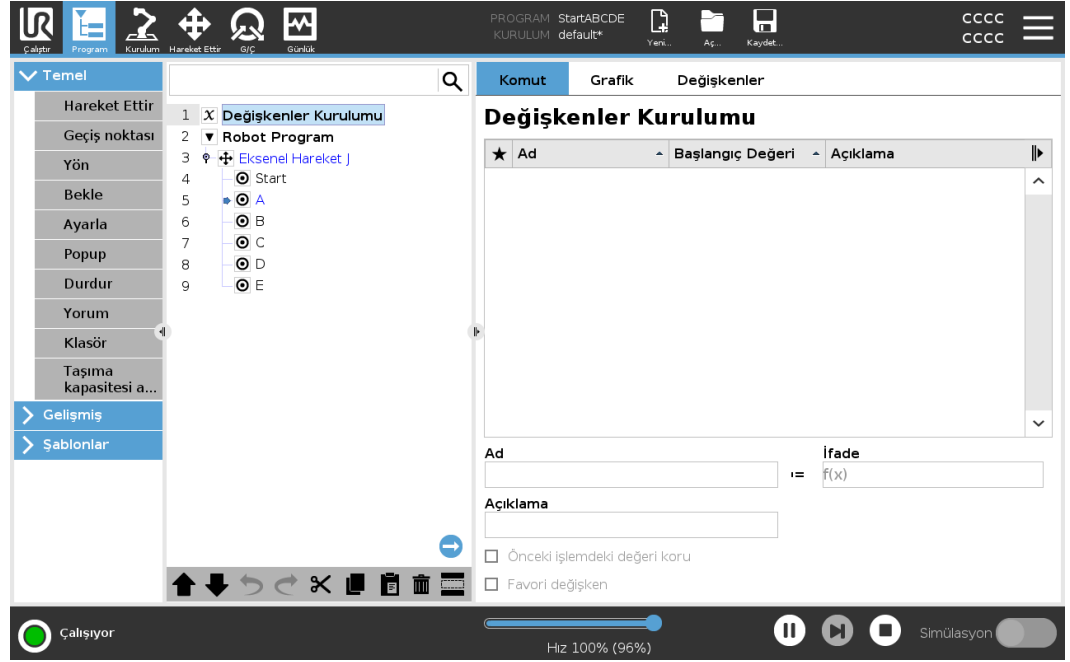 PROGRAM StartABCDE
KURULUM default*
Yeni...
Aç...
Kaydet...
CCCC
CCCC
Çalıştır
Program
Kurulum
Hareket Ettir
G/Ç
Günlük
Temel
Hareket Ettir
Geçiş noktası
Yön
Bekle
Ayarla
Popup
Durdur
Yorum
Klasör
Taşıma
kapasitesi a...
Gelişmiş
Şablonlar
1 X Değişkenler Kurulumu
2 Robot Program
3 Eksenel Hareket J
4 Start
5 A
6 B
7 C
8 D
9 E
Komut Grafik Değişkenler
Değişkenler Kurulumu
Ad Başlangıç Değeri Açıklama
Ad
İfade
:= f(x)
Açıklama
Önceki işlemdeki değeri koru
Favori değişken
Çalışıyor
Hız 100% (96%)
Simülasyon